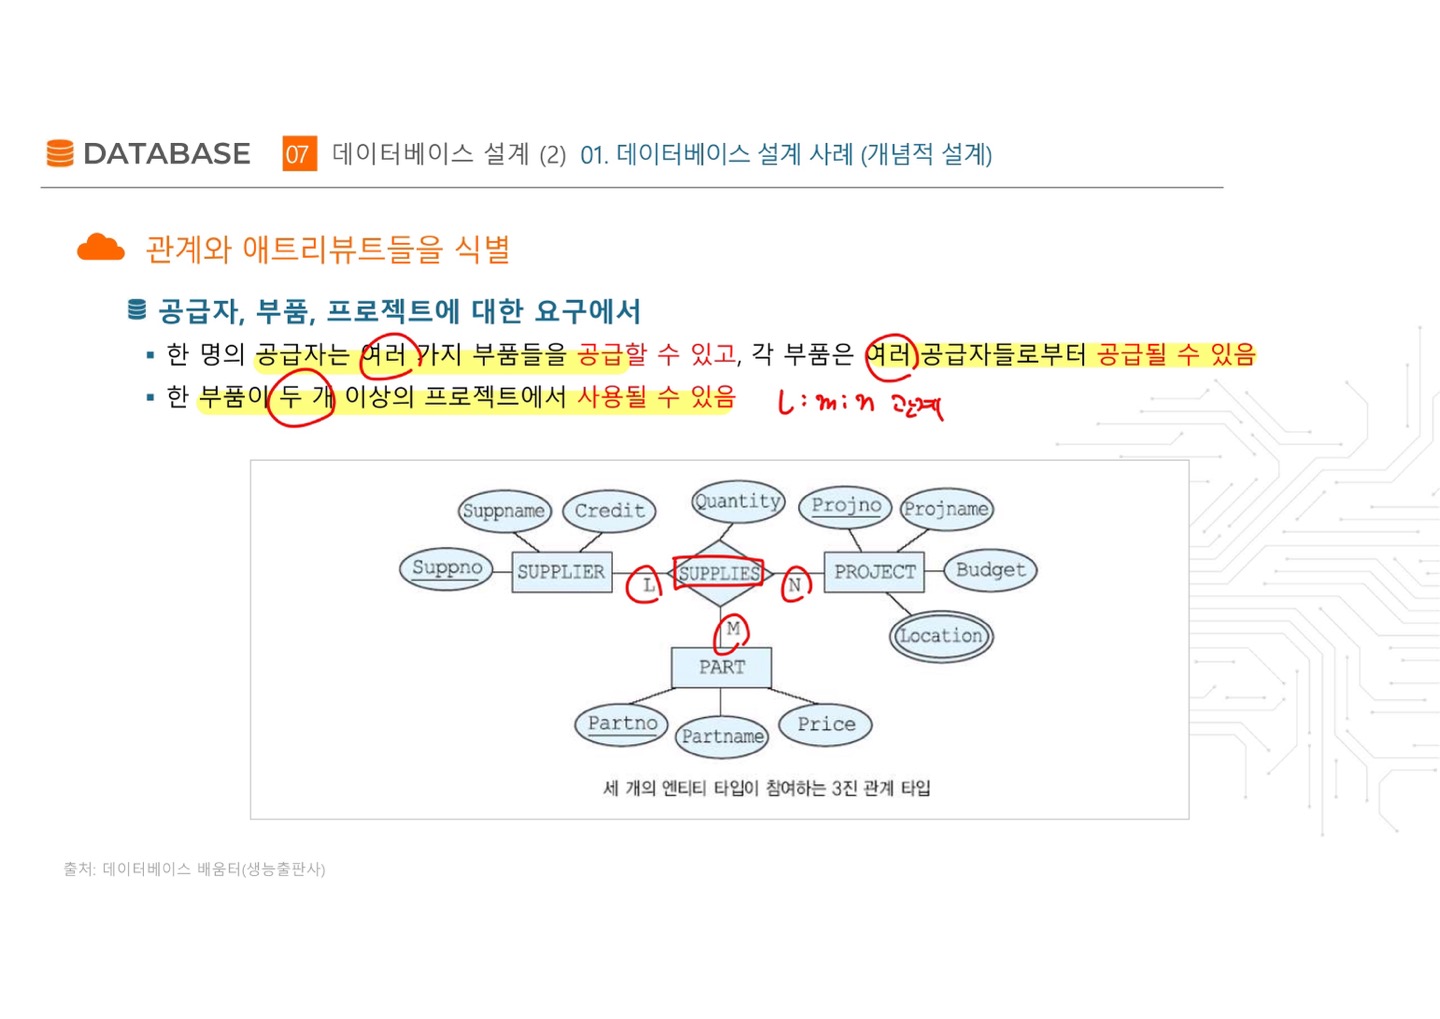 DATABASE 07 데이터베이스 설계 (2) 01. 데이터베이스 설계 사례 (개념적 설계)
관계와 애트리뷰트들을 식별
공급자, 부품, 프로젝트에 대한 요구에서
▪ 한 명의 공급자는 여러 가지 부품들을 공급할 수 있고, 각 부품은 여러 공급자들로부터 공급될 수 있음
▪ 한 부품이 두 개 이상의 프로젝트에서 사용될 수 있음
L:m:n 관계
Suppname Credit Quantity Projno Projname
Suppno SUPPLIER SUPPLIES PROJECT Budget
L N
M Location
PART
Partno Partname Price
세 개의 엔티티 타입이 참여하는 3진 관계 타입
출처: 데이터베이스 배움터(생능출판사)